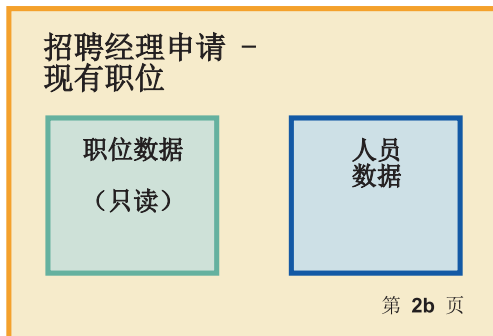 招聘经理申请 –
现有职位
职位数据
（只读）
人员
数据
第 2b 页